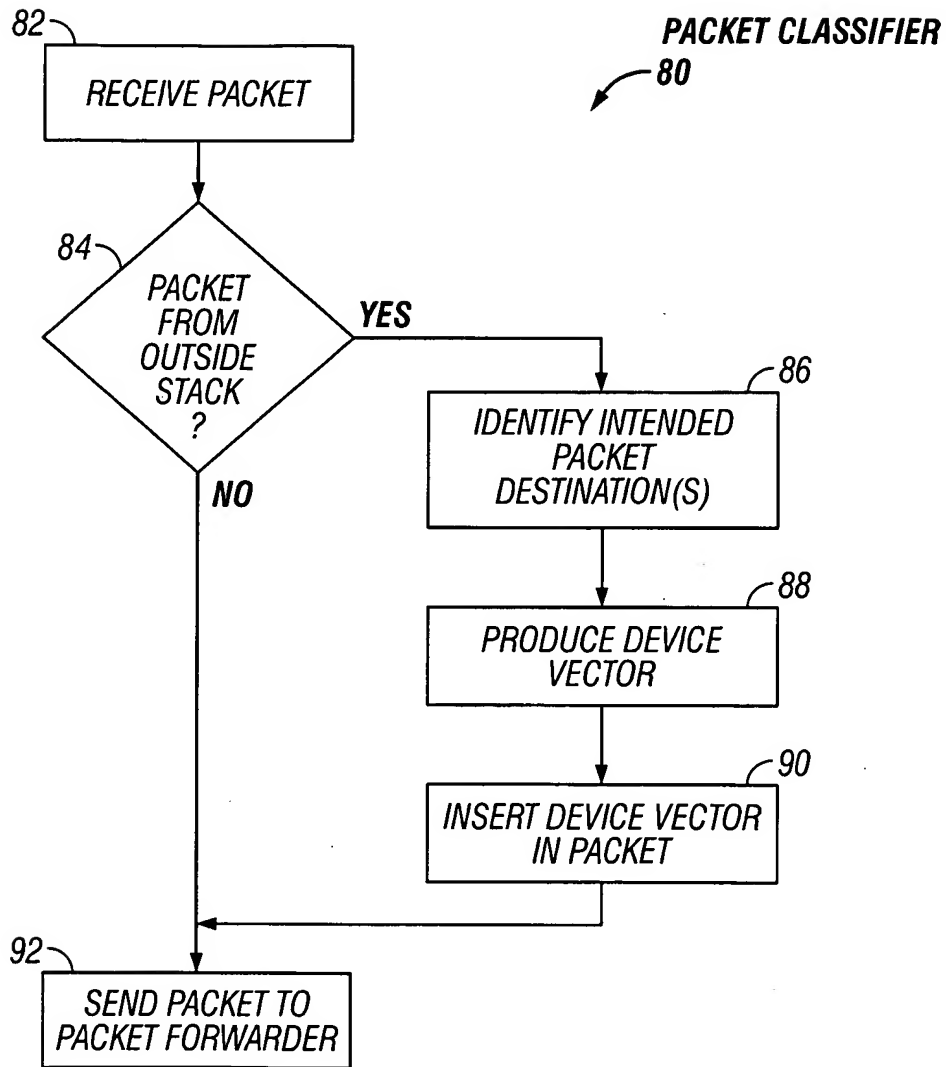 82
PACKET CLASSIFIER
80
RECEIVE PACKET
84
PACKET
FROM
OUTSIDE
STACK
?
YES
NO
86
IDENTIFY INTENDED
PACKET
DESTINATION(S)
88
PRODUCE DEVICE
VECTOR
90
INSERT DEVICE VECTOR
IN PACKET
92
SEND PACKET TO
PACKET FORWARDER